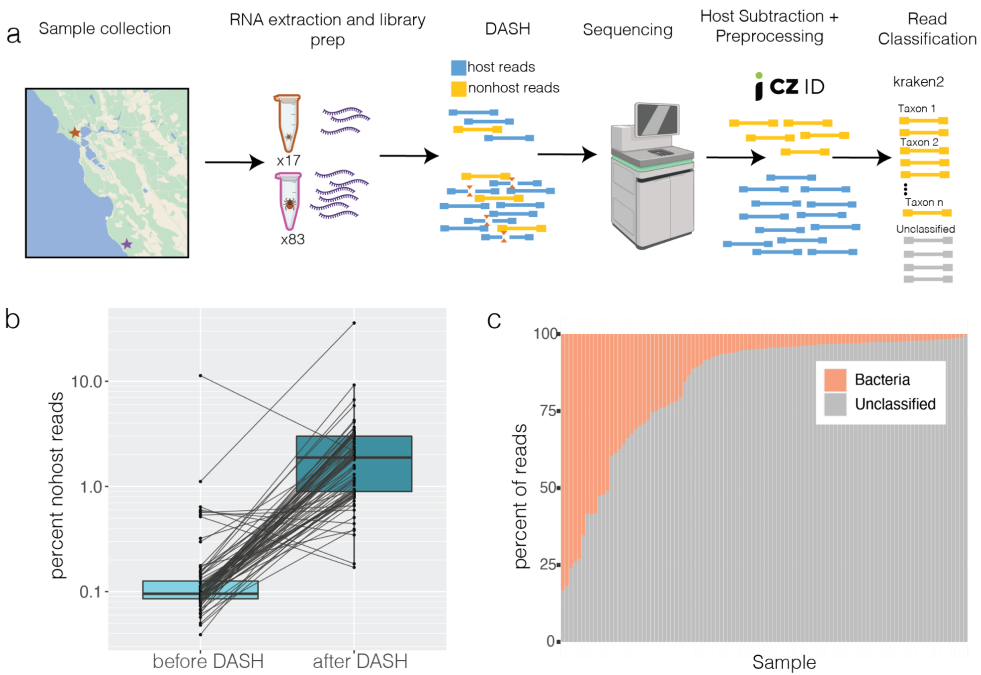 a
Sample collection
RNA extraction and library
prep
DASH
Sequencing
Host Subtraction +
Preprocessing
Read
Classification
host reads
nonhost reads
CZ ID
kraken2
Taxon 1
Taxon 2
Taxon n
Unclassified
x17
x83
b
percent nohost reads
10.0
1.0
0.1
before DASH
after DASH
c
percent of reads
100
75
50
25
0
Bacteria
Unclassified
Sample